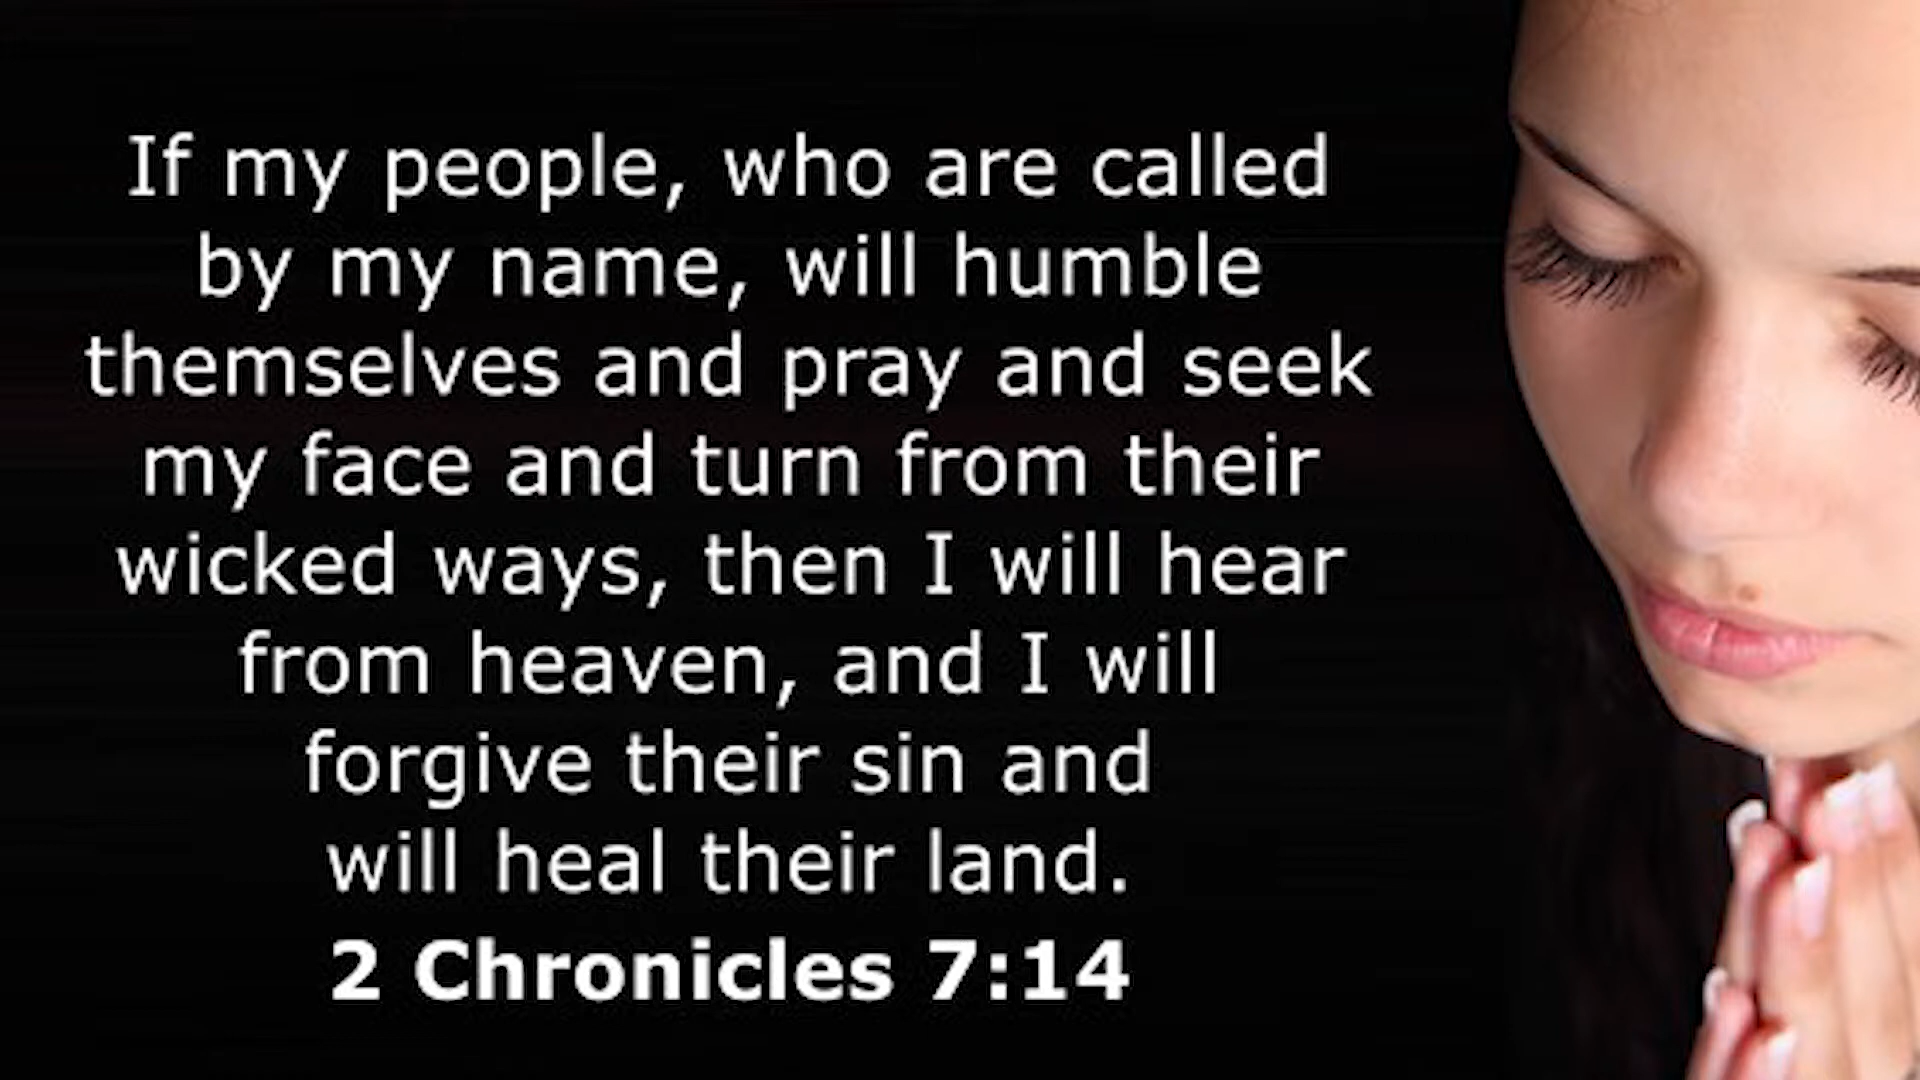 If my people, who are called
by my name, will humble
themselves and pray and seek
my face and turn from their
wicked ways, then I will hear
from heaven, and I will
forgive their sin and
will heal their land.
2 Chronicles 7:14